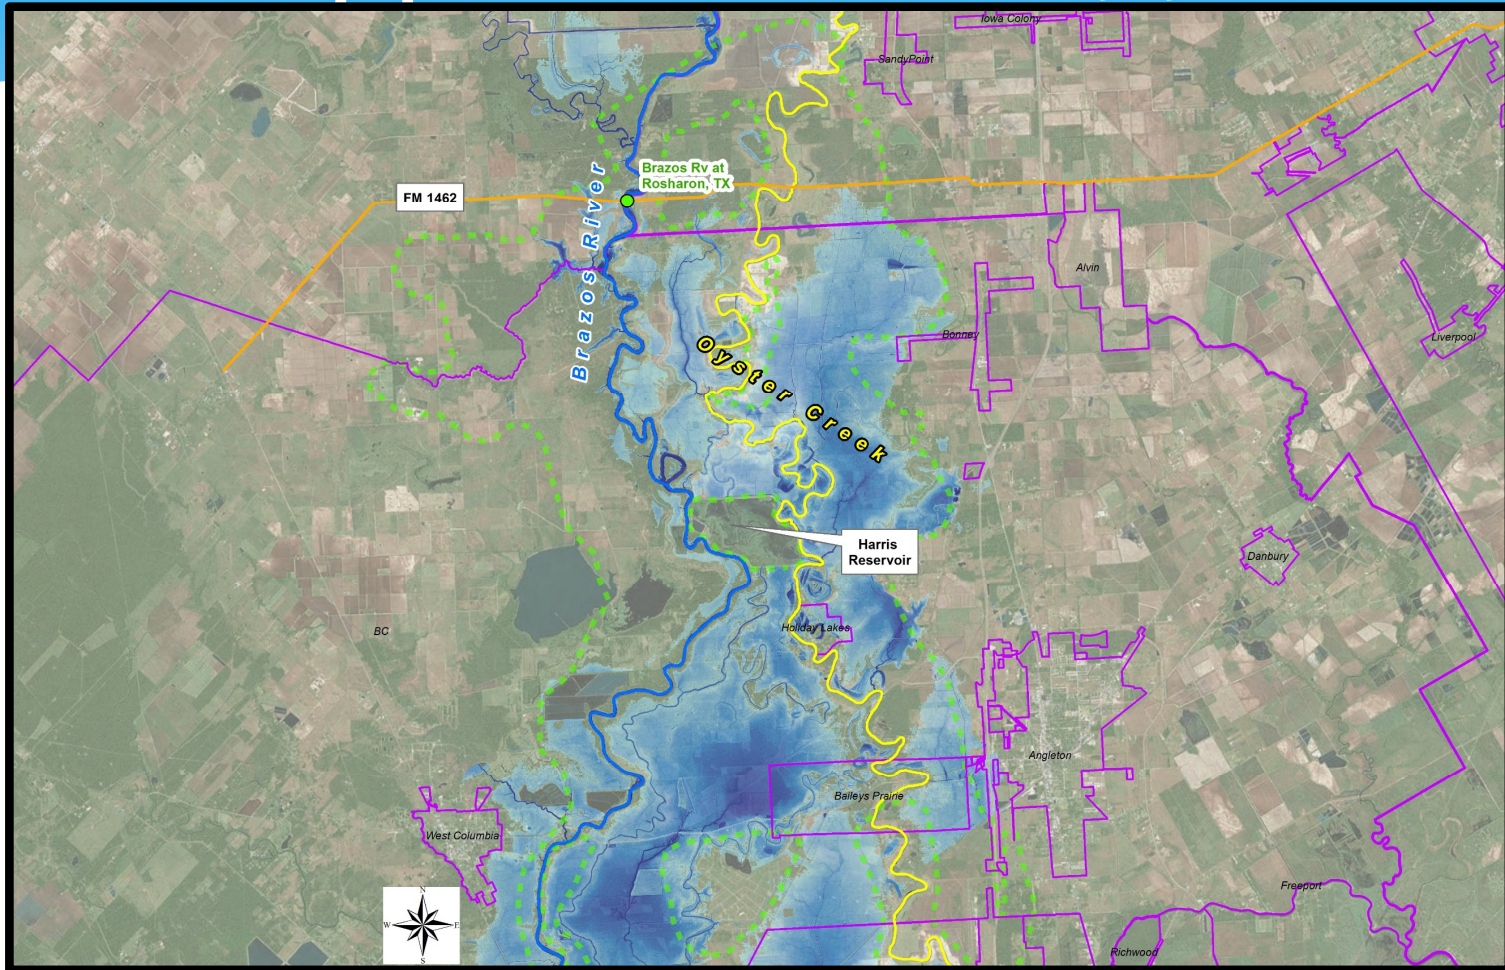 Iowa Colony
SandyPoint
Brazos Rv at
Rosharon, TX
FM 1462
Brazos River
Alvin
Bonney
Liverpool
Oyster Creek
Harris
Reservoir
Danbury
BC
Holiday Lakes
Angleton
Baileys Prairie
West Columbia
Freeport
Richwood
N
W
E
S